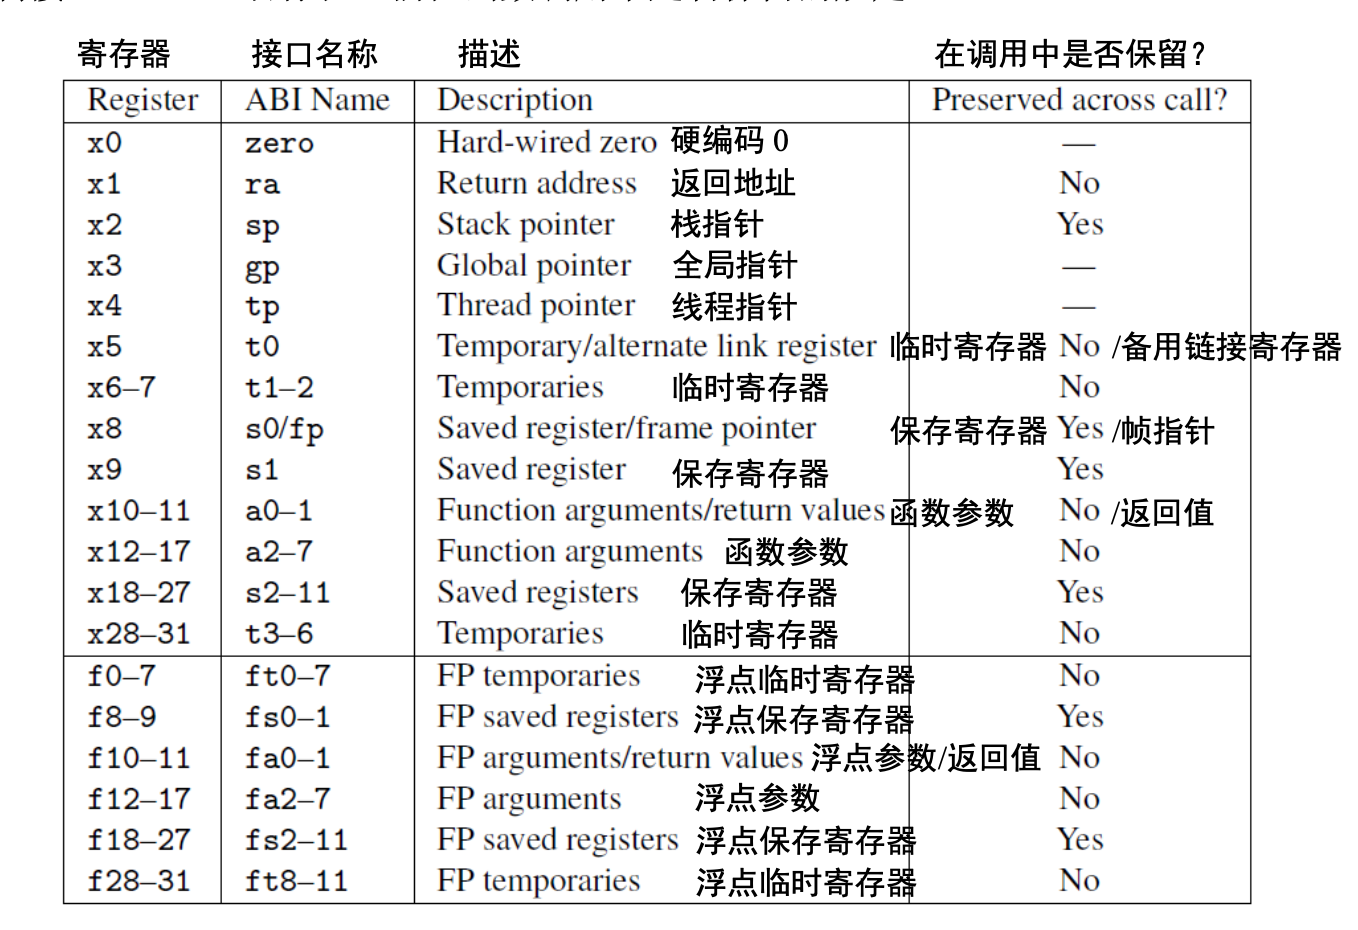 寄存器 接口名称 描述 在调用中是否保留？
Register ABI Name Description Preserved across call?
x0 zero Hard-wired zero 硬编码 0 —
x1 ra Return address 返回地址 No
x2 sp Stack pointer 栈指针 Yes
x3 gp Global pointer 全局指针 —
x4 tp Thread pointer 线程指针 —
x5 t0 Temporary/alternate link register 临时寄存器 No /备用链接寄存器
x6–7 t1–2 Temporaries 临时寄存器 No
x8 s0/fp Saved register/frame pointer 保存寄存器 Yes /帧指针
x9 s1 Saved register 保存寄存器 Yes
x10–11 a0–1 Function arguments/return values 函数参数 No /返回值
x12–17 a2–7 Function arguments 函数参数 No
x18–27 s2–11 Saved registers 保存寄存器 Yes
x28–31 t3–6 Temporaries 临时寄存器 No
f0–7 ft0–7 FP temporaries 浮点临时寄存器 No
f8–9 fs0–1 FP saved registers 浮点保存寄存器 Yes
f10–11 fa0–1 FP arguments/return values 浮点参数/返回值 No
f12–17 fa2–7 FP arguments 浮点参数 No
f18–27 fs2–11 FP saved registers 浮点保存寄存器 Yes
f28–31 ft8–11 FP temporaries 浮点临时寄存器 No